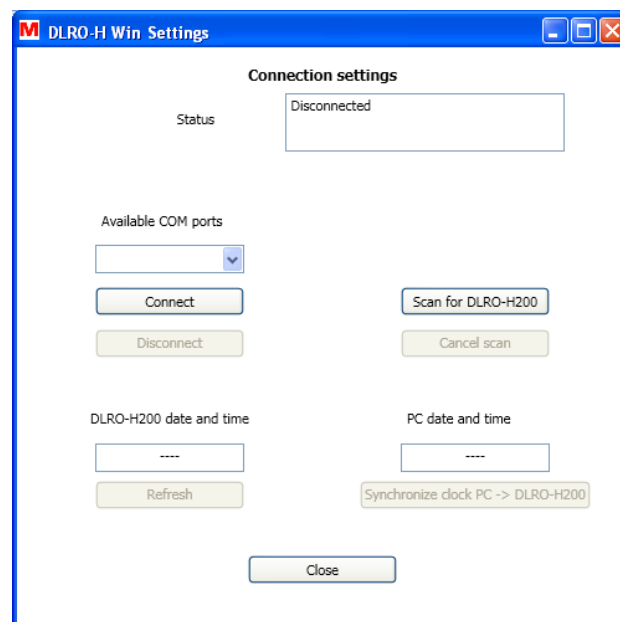 M DLRO-H Win Settings
Connection settings
Status
Disconnected
Available COM ports
Connect
Scan for DLRO-H200
Disconnect
Cancel scan
DLRO-H200 date and time
PC date and time
----
----
Refresh
Synchronize clock PC -> DLRO-H200
Close